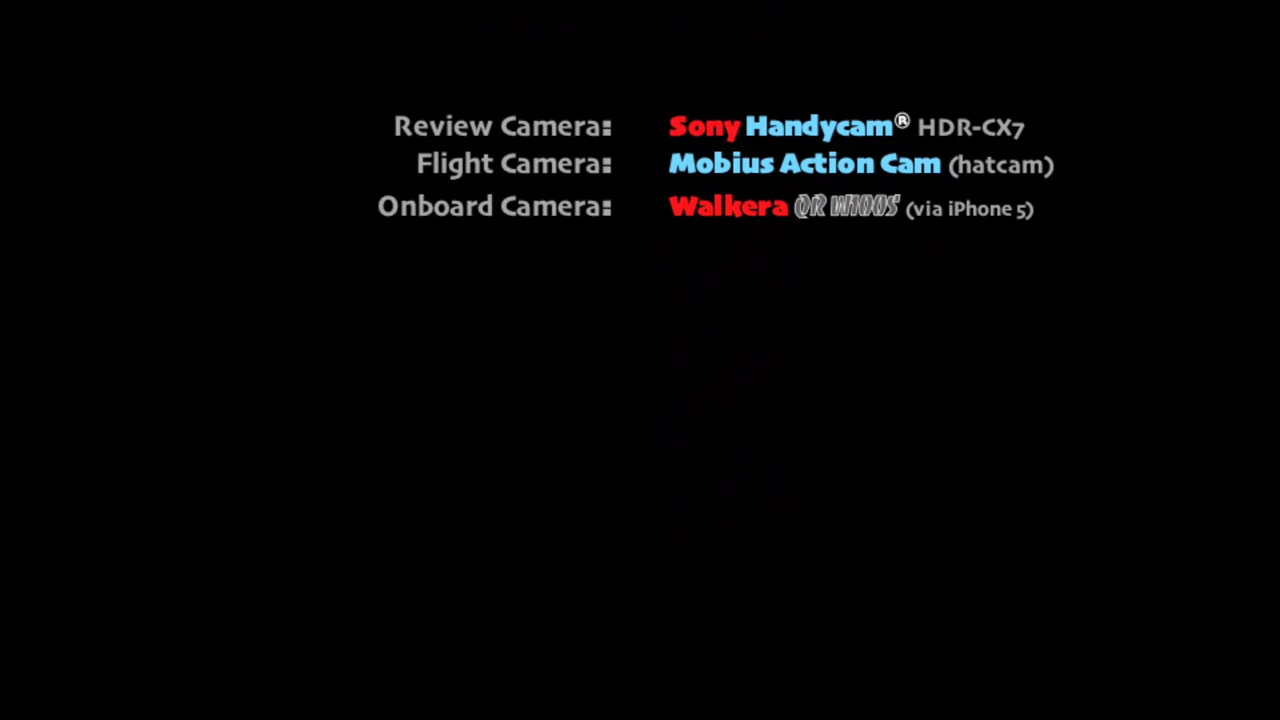 Review Camera: Sony Handycam® HDR-CX7
Flight Camera: Mobius Action Cam (hatcam)
Onboard Camera: Walkera QR W100S (via iPhone 5)